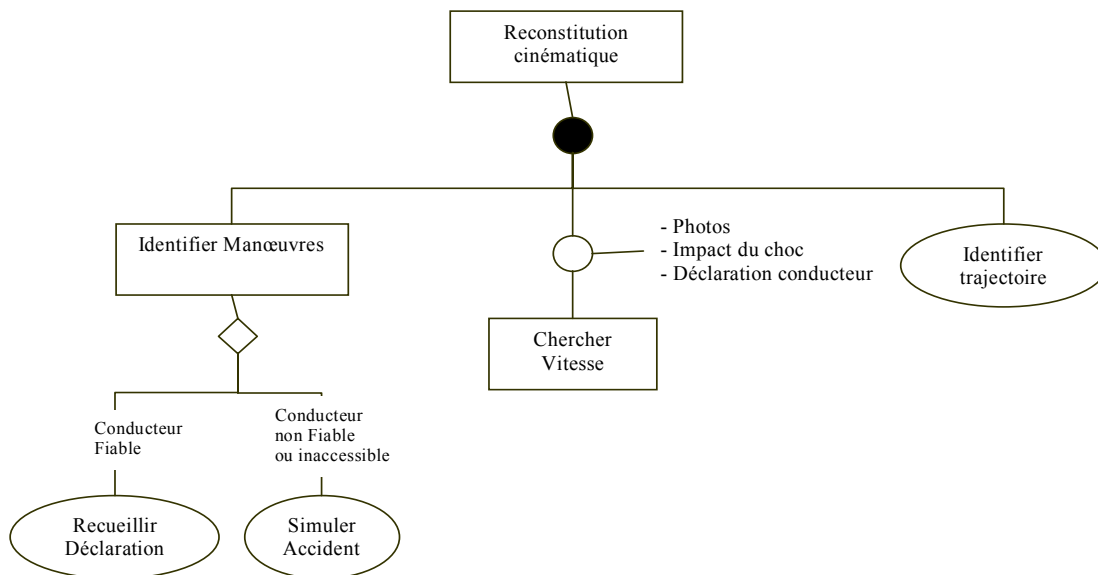 Reconstitution
cinématique
Identifier Manœuvres
- Photos
- Impact du choc
- Déclaration conducteur
Identifier
trajectoire
Chercher
Vitesse
Conducteur
Fiable
Conducteur
non Fiable
ou inaccessible
Recueillir
Déclaration
Simuler
Accident